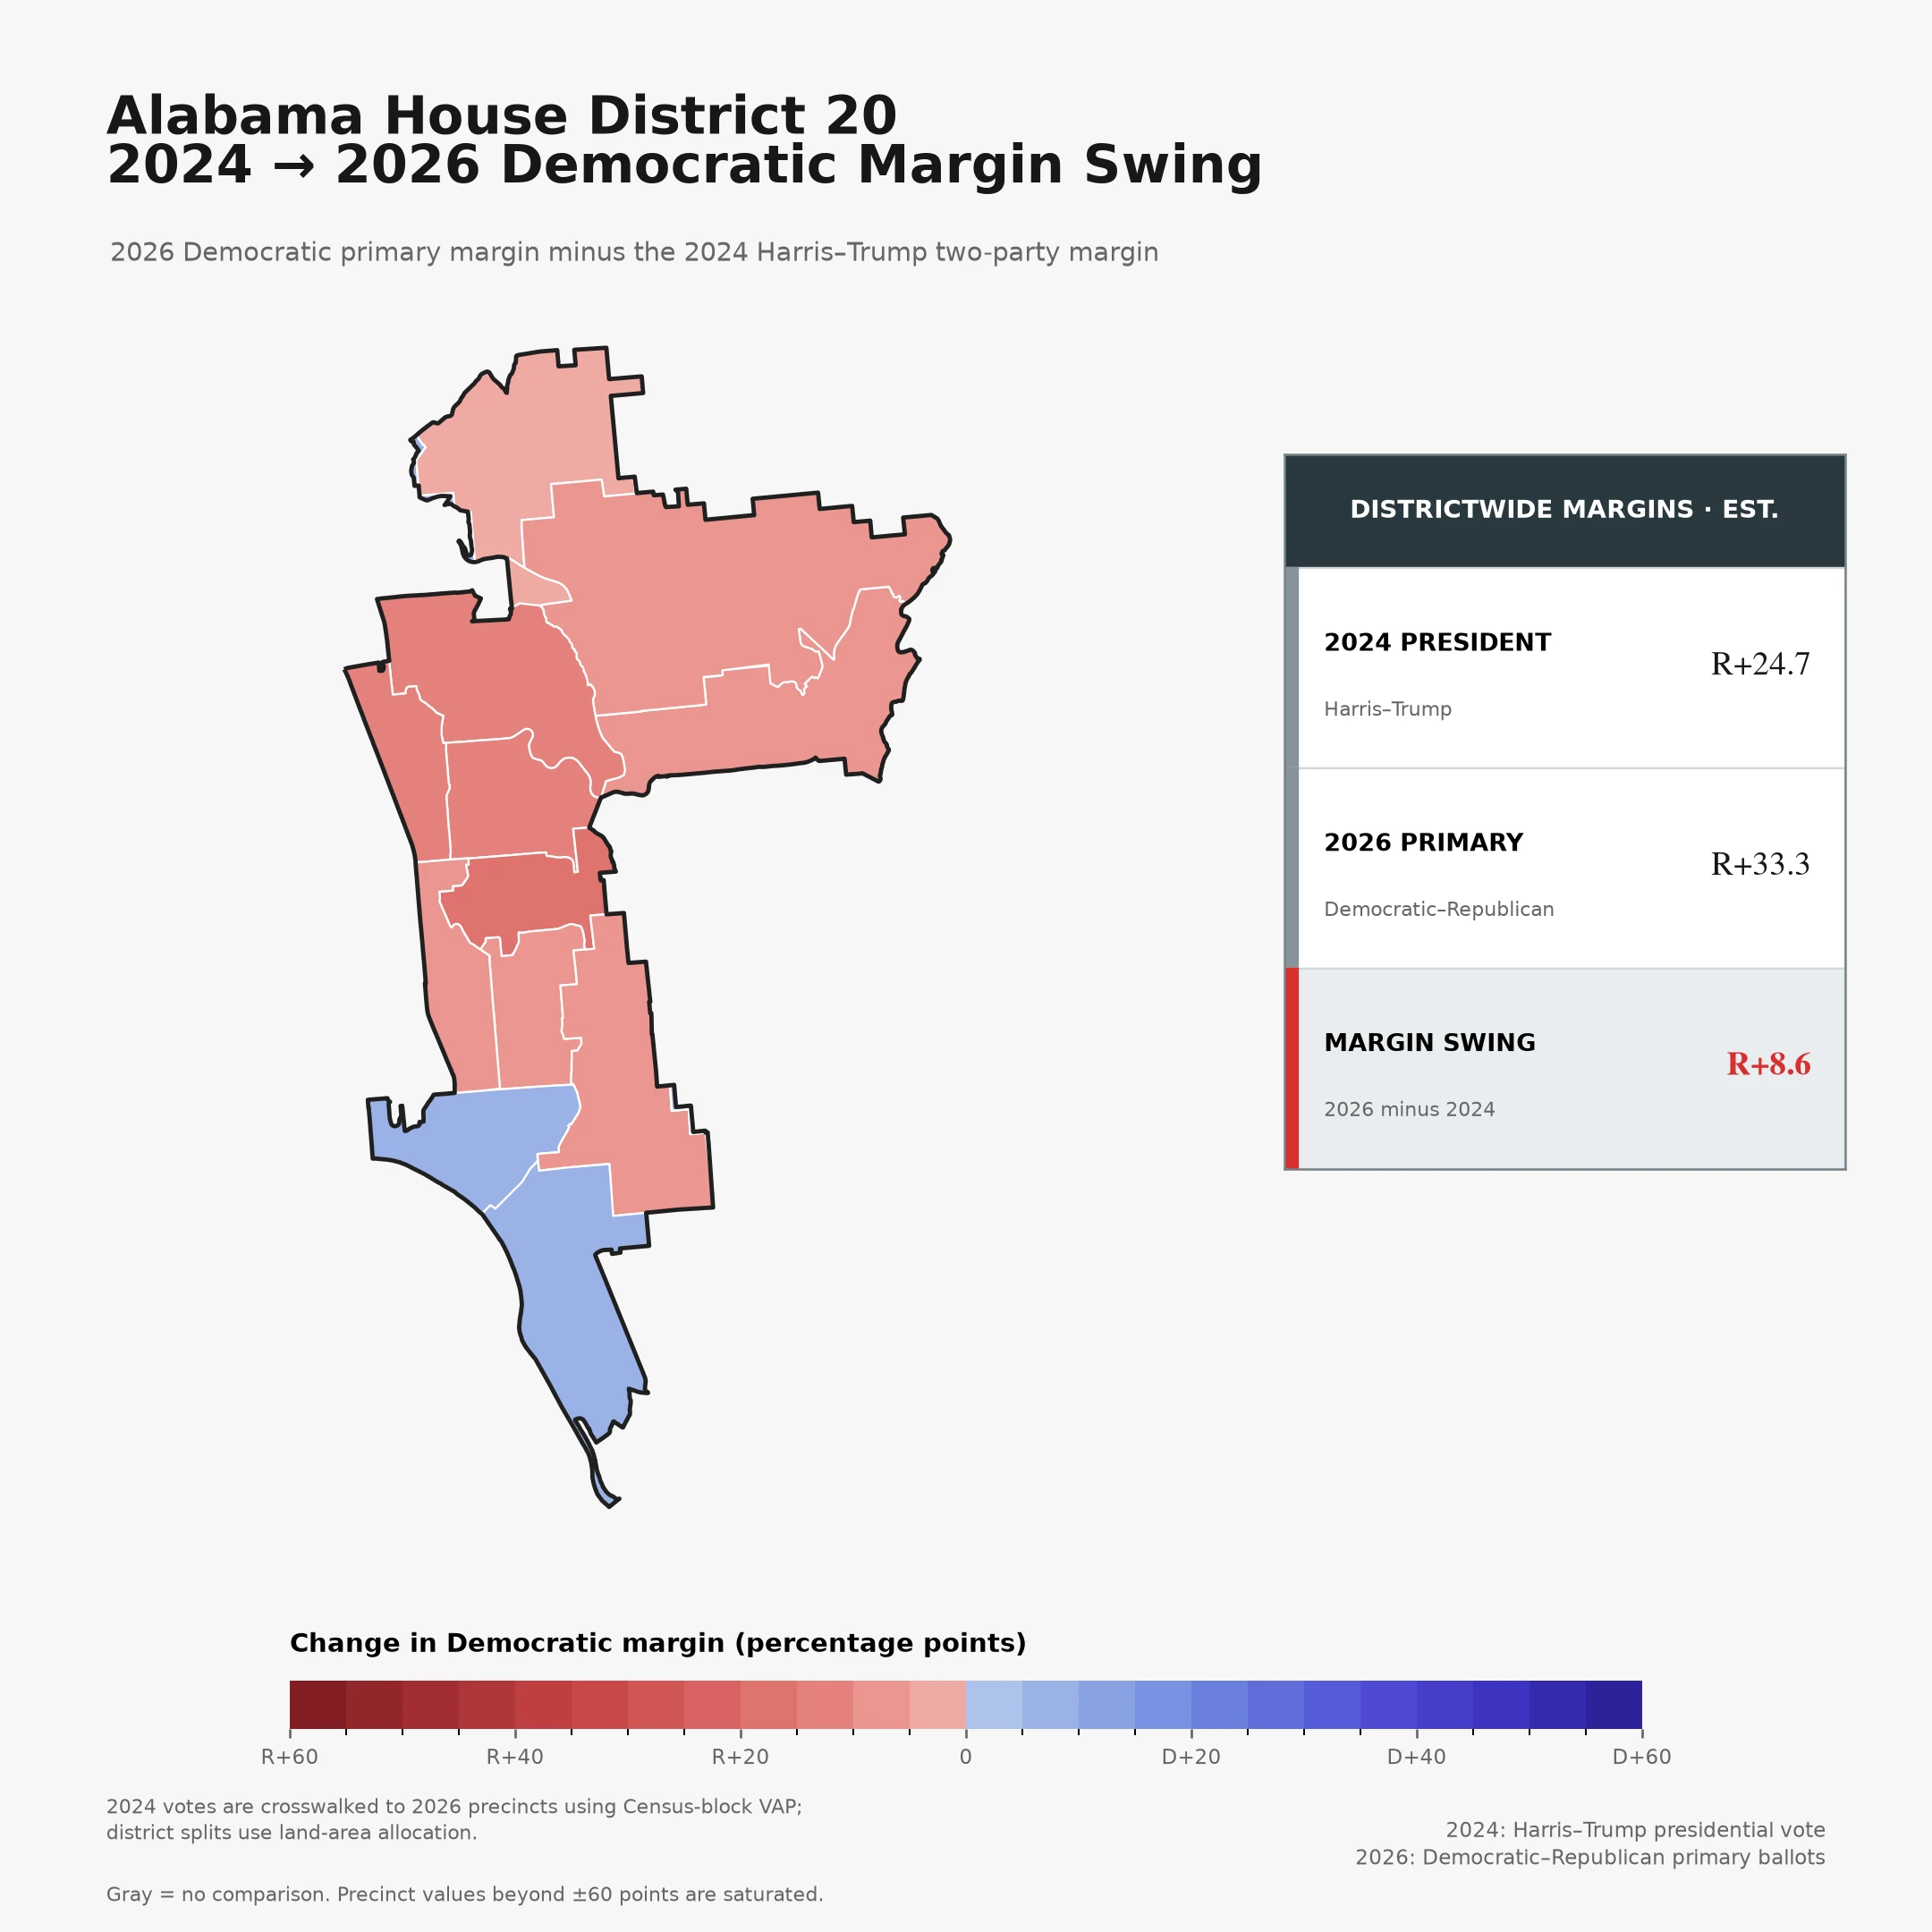 Alabama House District 20
2024 → 2026 Democratic Margin Swing
2026 Democratic primary margin minus the 2024 Harris–Trump two-party margin
DISTRICTWIDE MARGINS · EST.
2024 PRESIDENT
R+24.7
Harris–Trump
2026 PRIMARY
R+33.3
Democratic–Republican
MARGIN SWING
R+8.6
2026 minus 2024
Change in Democratic margin (percentage points)
R+60 R+40 R+20 0 D+20 D+40 D+60
2024 votes are crosswalked to 2026 precincts using Census-block VAP;
district splits use land-area allocation.
Gray = no comparison. Precinct values beyond ±60 points are saturated.
2024: Harris–Trump presidential vote
2026: Democratic–Republican primary ballots